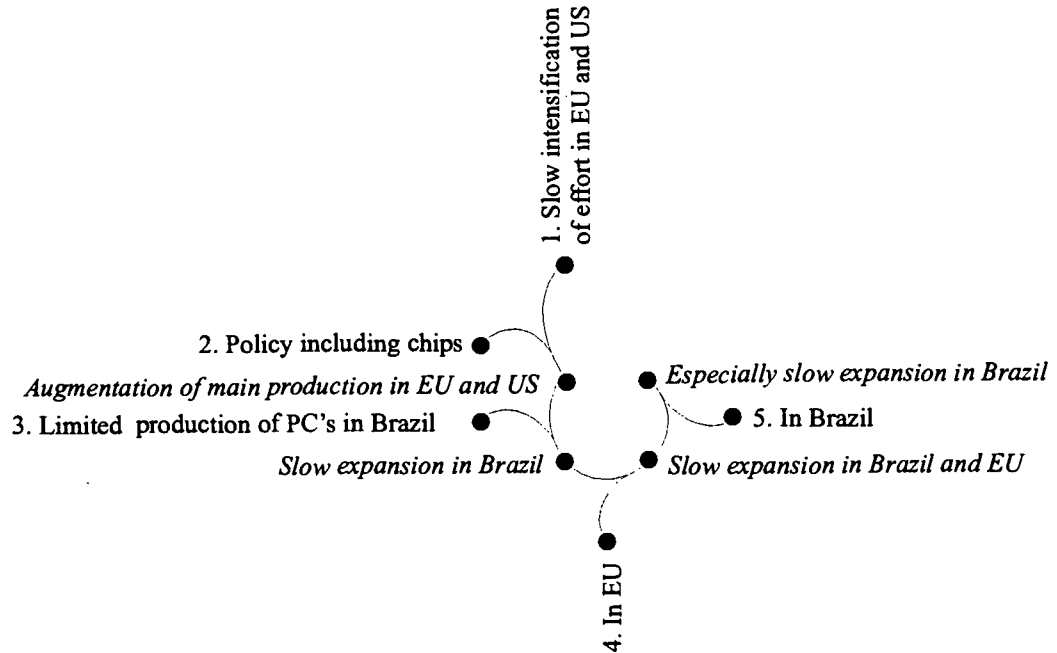 1. Slow intensification
of effort in EU and US
2. Policy including chips
Augmentation of main production in EU and US
3. Limited production of PC's in Brazil
Slow expansion in Brazil
Especially slow expansion in Brazil
5. In Brazil
Slow expansion in Brazil and EU
4. In EU